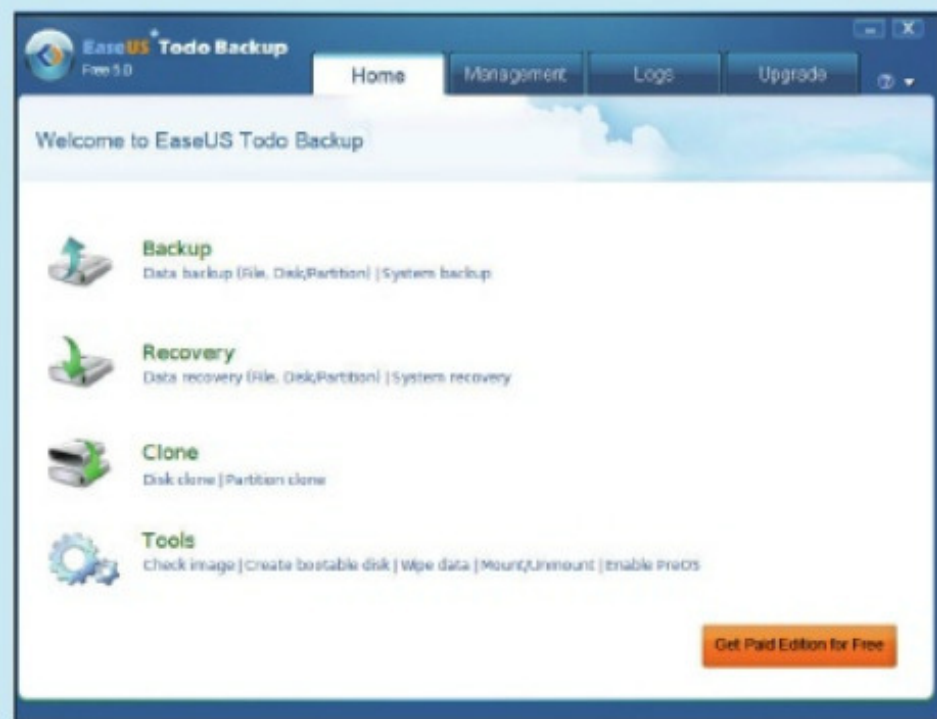 EaseUS Todo Backup
Free 5.0
Home Management Logs Upgrade
Welcome to EaseUS Todo Backup
Backup
Data backup (File, Disk/Partition) | System backup
Recovery
Data recovery (File, Disk/Partition) | System recovery
Clone
Disk clone | Partition clone
Tools
Check image | Create bootable disk | Wipe data | Mount/Unmount | Enable PreOS
Get Paid Edition for Free